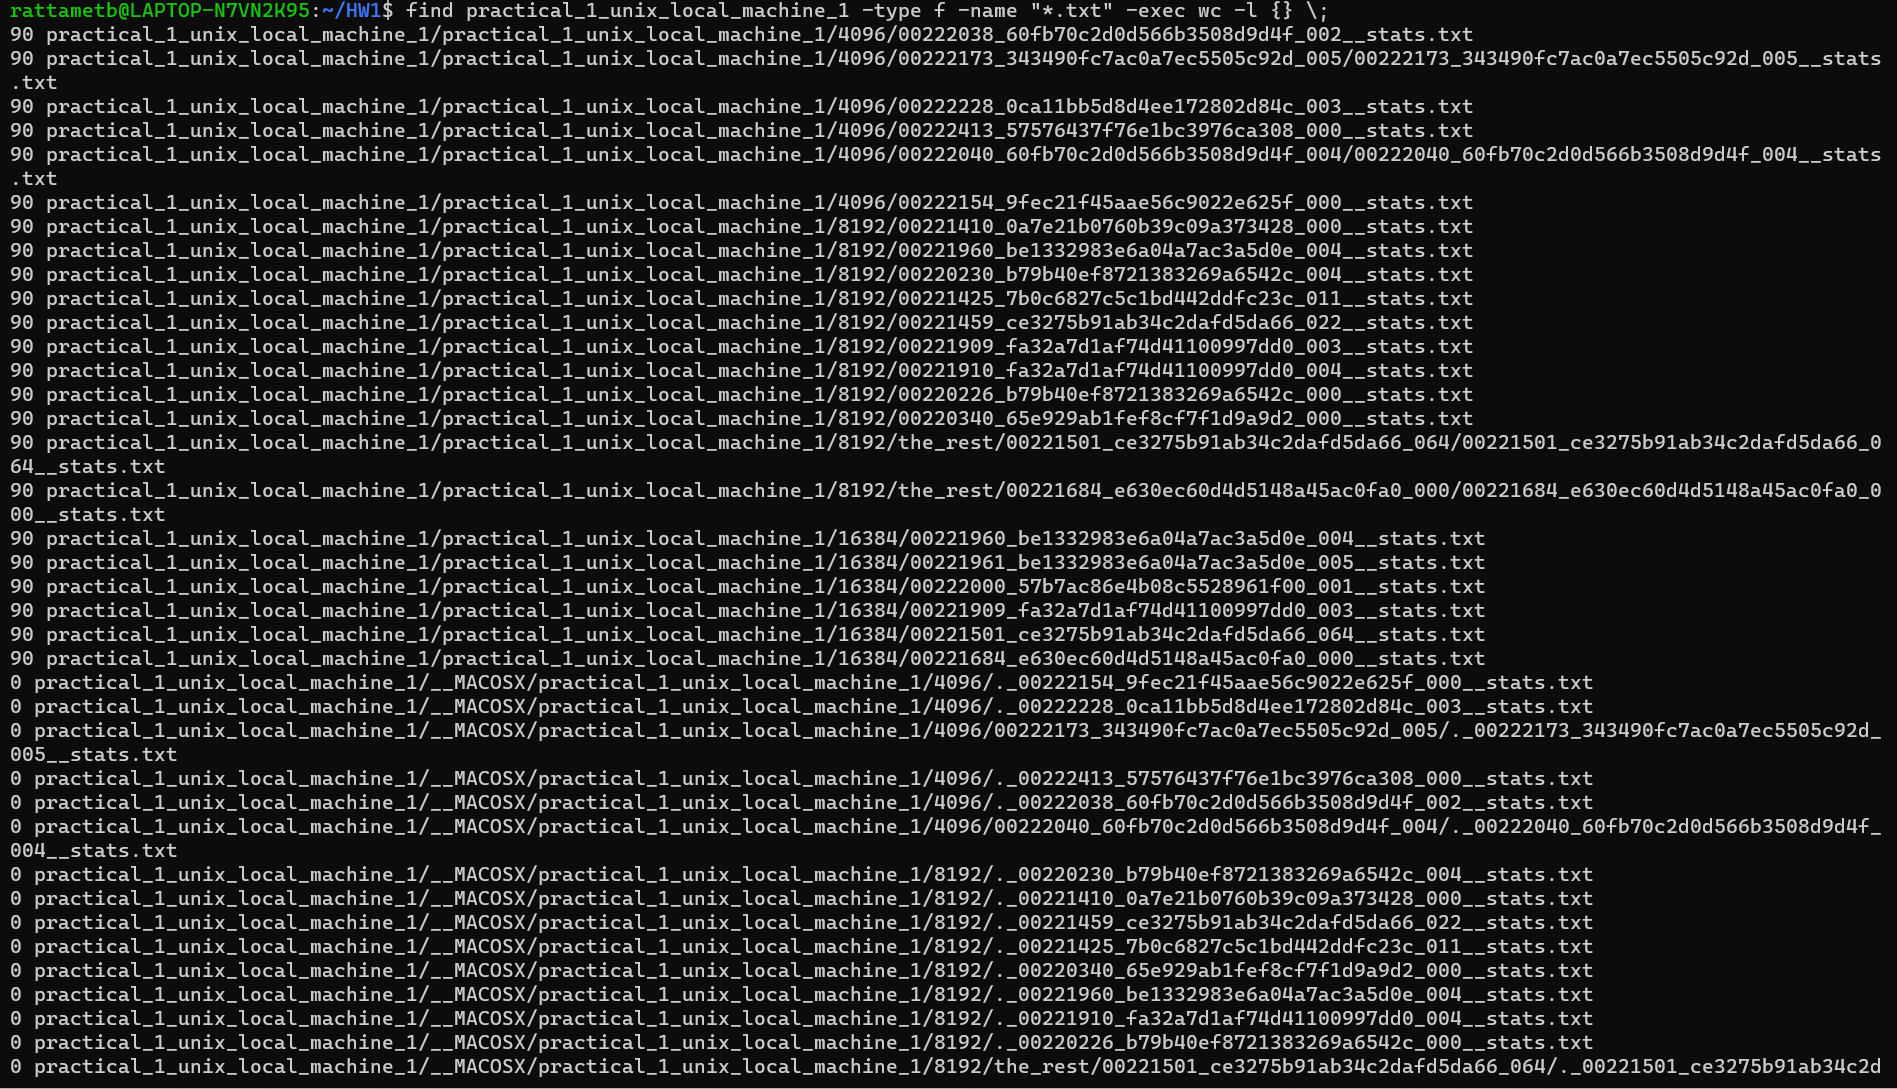 rattametb@LAPTOP-N7VN2K95:~/HW1$ find practical_1_unix_local_machine_1 -type f -name "*.txt" -exec wc -l {} \;
90 practical_1_unix_local_machine_1/practical_1_unix_local_machine_1/4096/00222038_60fb70c2d0d566b3508d9d4f_002__stats.txt
90 practical_1_unix_local_machine_1/practical_1_unix_local_machine_1/4096/00222173_343490fc7ac0a7ec5505c92d_005/00222173_343490fc7ac0a7ec5505c92d_005__stats
.txt
90 practical_1_unix_local_machine_1/practical_1_unix_local_machine_1/4096/00222228_0ca11bb5d8d4ee172802d84c_003__stats.txt
90 practical_1_unix_local_machine_1/practical_1_unix_local_machine_1/4096/00222413_57576437f76e1bc3976ca308_000__stats.txt
90 practical_1_unix_local_machine_1/practical_1_unix_local_machine_1/4096/00222040_60fb70c2d0d566b3508d9d4f_004/00222040_60fb70c2d0d566b3508d9d4f_004__stats
.txt
90 practical_1_unix_local_machine_1/practical_1_unix_local_machine_1/4096/00222154_9fec21f45aae56c9022e625f_000__stats.txt
90 practical_1_unix_local_machine_1/practical_1_unix_local_machine_1/8192/00221410_0a7e21b0760b39c09a373428_000__stats.txt
90 practical_1_unix_local_machine_1/practical_1_unix_local_machine_1/8192/00221960_be1332983e6a04a7ac3a5d0e_004__stats.txt
90 practical_1_unix_local_machine_1/practical_1_unix_local_machine_1/8192/00220230_b79b40ef8721383269a6542c_004__stats.txt
90 practical_1_unix_local_machine_1/practical_1_unix_local_machine_1/8192/00221425_7b0c6827c5c1bd442ddfc23c_011__stats.txt
90 practical_1_unix_local_machine_1/practical_1_unix_local_machine_1/8192/00221459_ce3275b91ab34c2dafd5da66_022__stats.txt
90 practical_1_unix_local_machine_1/practical_1_unix_local_machine_1/8192/00221909_fa32a7d1af74d41100997dd0_003__stats.txt
90 practical_1_unix_local_machine_1/practical_1_unix_local_machine_1/8192/00221910_fa32a7d1af74d41100997dd0_004__stats.txt
90 practical_1_unix_local_machine_1/practical_1_unix_local_machine_1/8192/00220226_b79b40ef8721383269a6542c_000__stats.txt
90 practical_1_unix_local_machine_1/practical_1_unix_local_machine_1/8192/00220340_65e929ab1fef8cf7f1d9a9d2_000__stats.txt
90 practical_1_unix_local_machine_1/practical_1_unix_local_machine_1/8192/the_rest/00221501_ce3275b91ab34c2dafd5da66_064/00221501_ce3275b91ab34c2dafd5da66_0
64__stats.txt
90 practical_1_unix_local_machine_1/practical_1_unix_local_machine_1/8192/the_rest/00221684_e630ec60d4d5148a45ac0fa0_000/00221684_e630ec60d4d5148a45ac0fa0_0
00__stats.txt
90 practical_1_unix_local_machine_1/practical_1_unix_local_machine_1/16384/00221960_be1332983e6a04a7ac3a5d0e_004__stats.txt
90 practical_1_unix_local_machine_1/practical_1_unix_local_machine_1/16384/00221961_be1332983e6a04a7ac3a5d0e_005__stats.txt
90 practical_1_unix_local_machine_1/practical_1_unix_local_machine_1/16384/00222000_57b7ac86e4b08c5528961f00_001__stats.txt
90 practical_1_unix_local_machine_1/practical_1_unix_local_machine_1/16384/00221909_fa32a7d1af74d41100997dd0_003__stats.txt
90 practical_1_unix_local_machine_1/practical_1_unix_local_machine_1/16384/00221501_ce3275b91ab34c2dafd5da66_064__stats.txt
90 practical_1_unix_local_machine_1/practical_1_unix_local_machine_1/16384/00221684_e630ec60d4d5148a45ac0fa0_000__stats.txt
0 practical_1_unix_local_machine_1/__MACOSX/practical_1_unix_local_machine_1/4096/._00222154_9fec21f45aae56c9022e625f_000__stats.txt
0 practical_1_unix_local_machine_1/__MACOSX/practical_1_unix_local_machine_1/4096/._00222228_0ca11bb5d8d4ee172802d84c_003__stats.txt
0 practical_1_unix_local_machine_1/__MACOSX/practical_1_unix_local_machine_1/4096/00222173_343490fc7ac0a7ec5505c92d_005/._00222173_343490fc7ac0a7ec5505c92d_
005__stats.txt
0 practical_1_unix_local_machine_1/__MACOSX/practical_1_unix_local_machine_1/4096/._00222413_57576437f76e1bc3976ca308_000__stats.txt
0 practical_1_unix_local_machine_1/__MACOSX/practical_1_unix_local_machine_1/4096/._00222038_60fb70c2d0d566b3508d9d4f_002__stats.txt
0 practical_1_unix_local_machine_1/__MACOSX/practical_1_unix_local_machine_1/4096/00222040_60fb70c2d0d566b3508d9d4f_004/._00222040_60fb70c2d0d566b3508d9d4f_
004__stats.txt
0 practical_1_unix_local_machine_1/__MACOSX/practical_1_unix_local_machine_1/8192/._00220230_b79b40ef8721383269a6542c_004__stats.txt
0 practical_1_unix_local_machine_1/__MACOSX/practical_1_unix_local_machine_1/8192/._00221410_0a7e21b0760b39c09a373428_000__stats.txt
0 practical_1_unix_local_machine_1/__MACOSX/practical_1_unix_local_machine_1/8192/._00221459_ce3275b91ab34c2dafd5da66_022__stats.txt
0 practical_1_unix_local_machine_1/__MACOSX/practical_1_unix_local_machine_1/8192/._00221425_7b0c6827c5c1bd442ddfc23c_011__stats.txt
0 practical_1_unix_local_machine_1/__MACOSX/practical_1_unix_local_machine_1/8192/._00220340_65e929ab1fef8cf7f1d9a9d2_000__stats.txt
0 practical_1_unix_local_machine_1/__MACOSX/practical_1_unix_local_machine_1/8192/._00221960_be1332983e6a04a7ac3a5d0e_004__stats.txt
0 practical_1_unix_local_machine_1/__MACOSX/practical_1_unix_local_machine_1/8192/._00221910_fa32a7d1af74d41100997dd0_004__stats.txt
0 practical_1_unix_local_machine_1/__MACOSX/practical_1_unix_local_machine_1/8192/._00220226_b79b40ef8721383269a6542c_000__stats.txt
0 practical_1_unix_local_machine_1/__MACOSX/practical_1_unix_local_machine_1/8192/the_rest/00221501_ce3275b91ab34c2dafd5da66_064/._00221501_ce3275b91ab34c2d